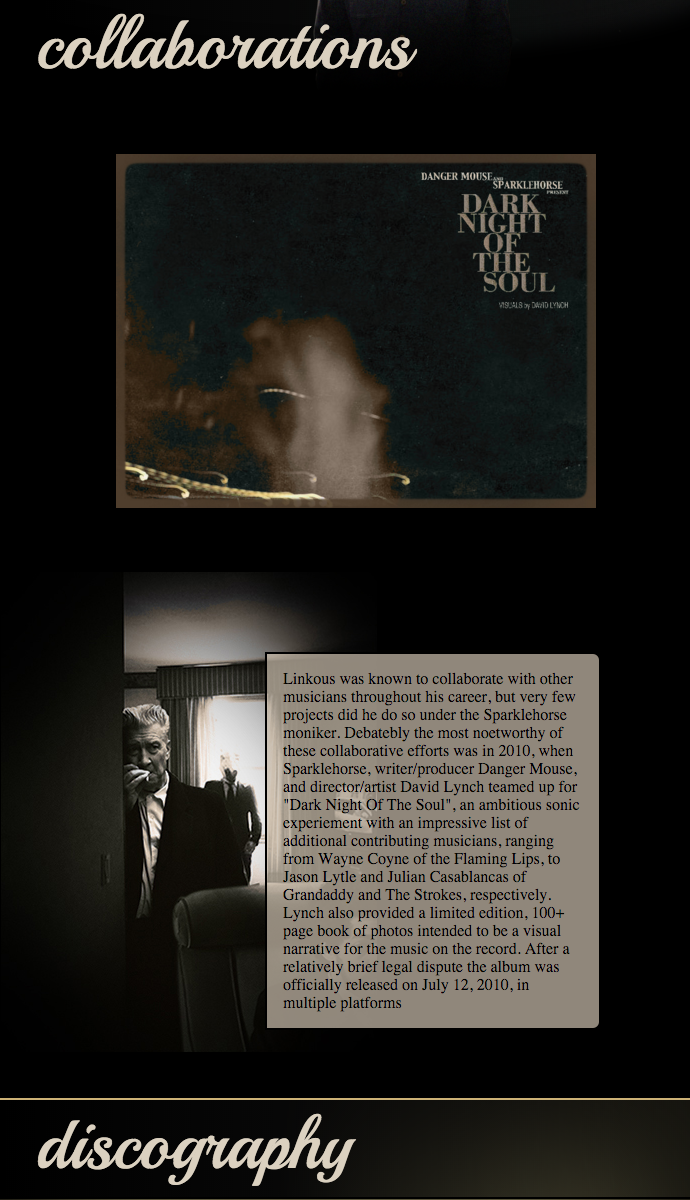 collaborations
DANGER MOUSE AND
SPARKLEHORSE
PRESENT
DARK
NIGHT
OF
THE
SOUL
VISUALS by DAVID LYNCH
Linkous was known to collaborate with other
musicians throughout his career, but very few
projects did he do so under the Sparklehorse
moniker. Debatebly the most noetworthy of
these collaborative efforts was in 2010, when
Sparklehorse, writer/producer Danger Mouse,
and director/artist David Lynch teamed up for
"Dark Night Of The Soul", an ambitious sonic
experiement with an impressive list of
additional contributing musicians, ranging
from Wayne Coyne of the Flaming Lips, to
Jason Lytle and Julian Casablancas of
Grandaddy and The Strokes, respectively.
Lynch also provided a limited edition, 100+
page book of photos intended to be a visual
narrative for the music on the record. After a
relatively brief legal dispute the album was
officially released on July 12, 2010, in
multiple platforms
discography